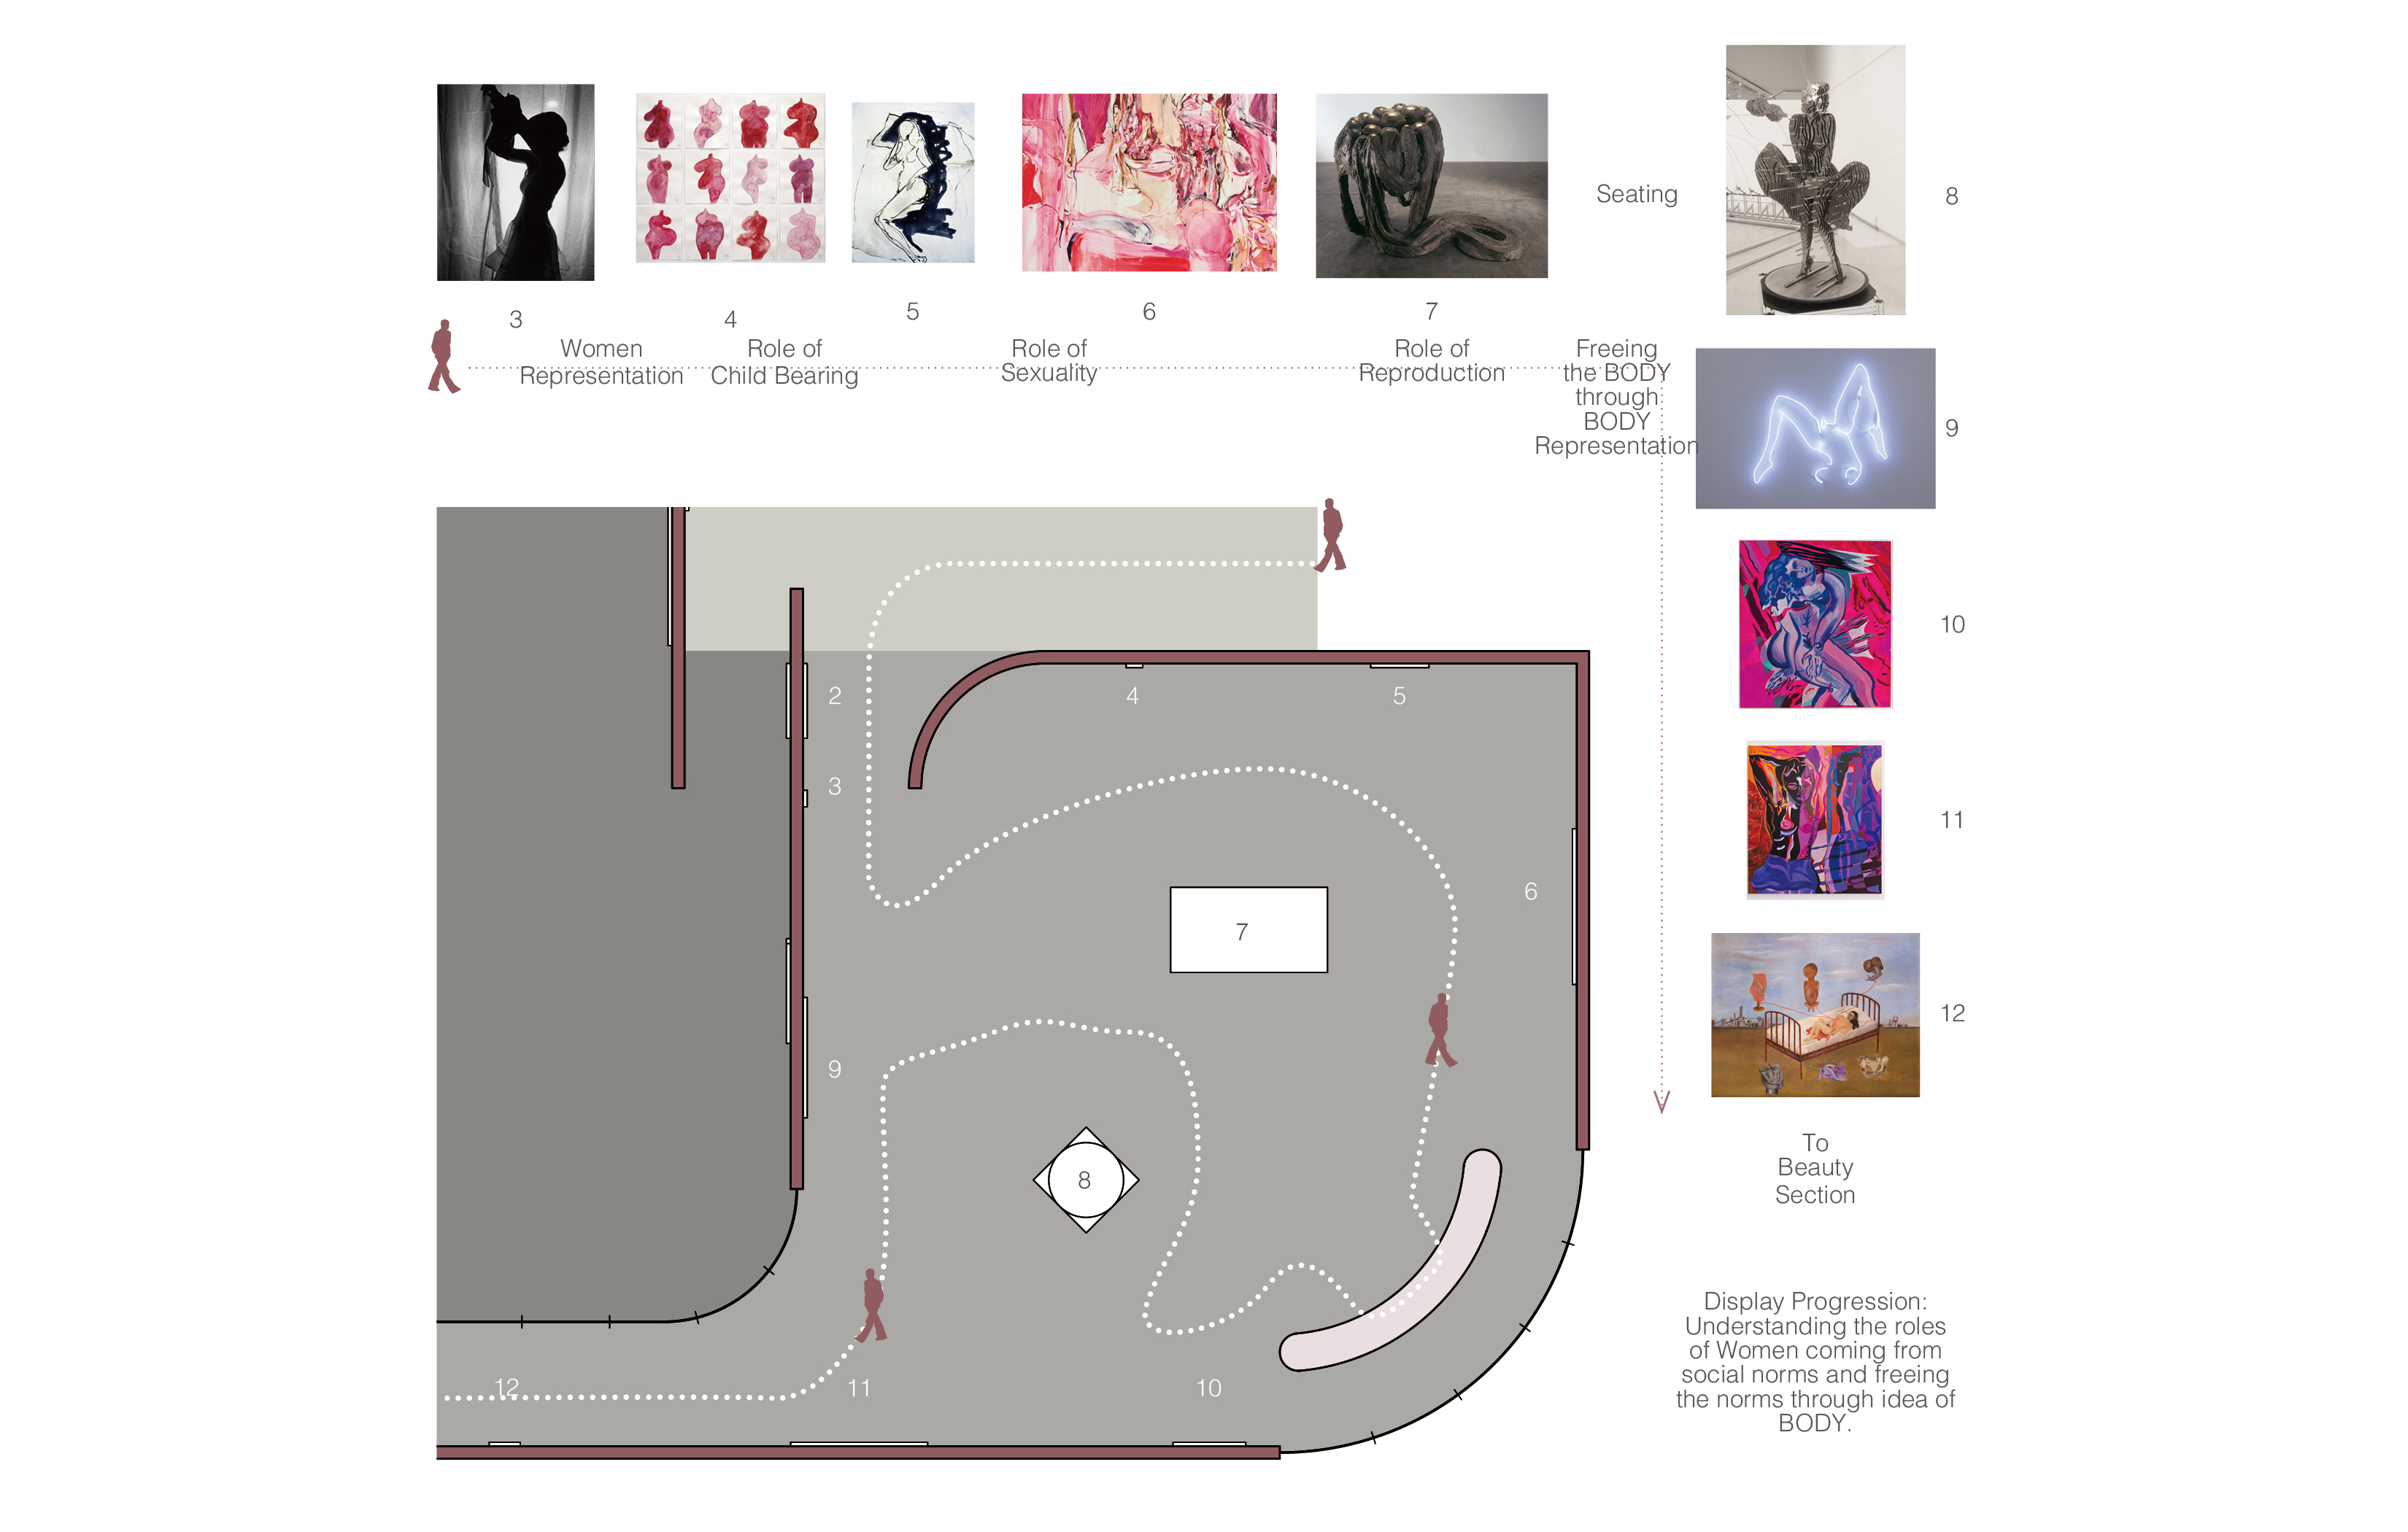 3
4
5
6
7
Seating
8
Women
Representation
Role of
Child Bearing
Role of
Sexuality
Role of
Reproduction
Freeing
the BODY
through
BODY
Representation
9
10
11
12
To
Beauty
Section
Display Progression:
Understanding the roles
of Women coming from
social norms and freeing
the norms through idea of
BODY.
2
3
4
5
6
7
8
9
10
11
12